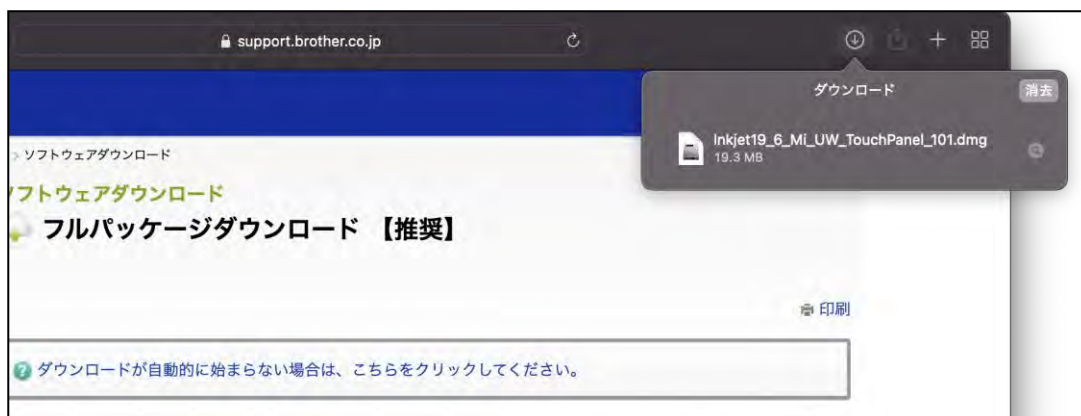 support.brother.co.jp
ダウンロード
消去
Inkjet19_6_Mi_UW_TouchPanel_101.dmg
19.3 MB
ソフトウェアダウンロード
ソフトウェアダウンロード
フルパッケージダウンロード 【推奨】
印刷
ダウンロードが自動的に始まらない場合は、こちらをクリックしてください。